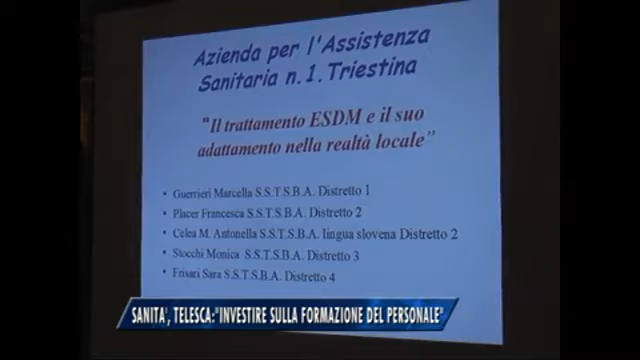 Azienda per l'Assistenza
Sanitaria n.1. Triestina
"Il trattamento ESDM e il suo
adattamento nella realtà locale"
• Guerrieri Marcella S.S.T.S.B.A. Distretto 1
• Placer Francesca S.S.T.S.B.A. Distretto 2
• Celea M. Antonella S.S.T.S.B.A. lingua slovena Distretto 2
• Stocchi Monica S.S.T.S.B.A. Distretto 3
• Frisari Sara S.S.T.S.B.A. Distretto 4
SANITA', TELESCA:"INVESTIRE SULLA FORMAZIONE DEL PERSONALE"